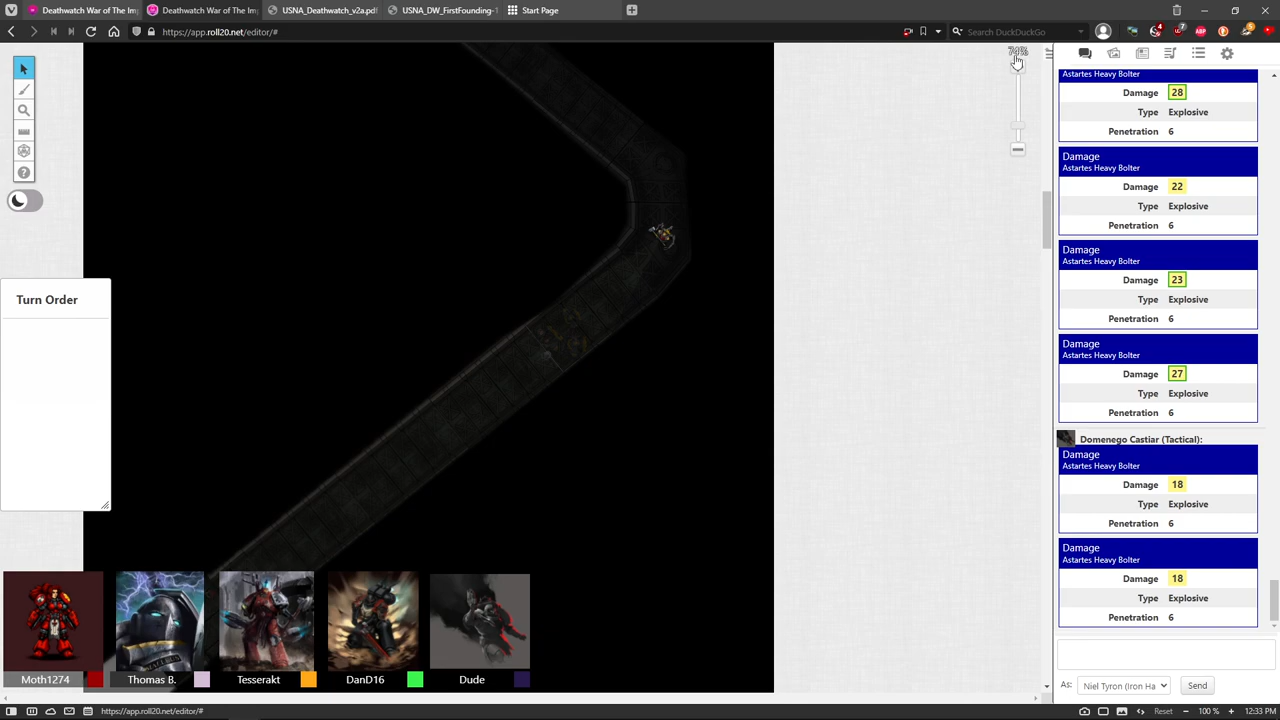 Deathwatch War of The Im
Deathwatch War of The Im
USNA_Deathwatch_v2a.pd
USNA_DW_FirstFounding-1
Start Page
https://app.roll20.net/editor/#
Search DuckDuckGo
74%
Astartes Heavy Bolter
Damage 28
Type Explosive
Penetration 6
Damage
Astartes Heavy Bolter
Damage 22
Type Explosive
Penetration 6
Damage
Astartes Heavy Bolter
Damage 23
Type Explosive
Penetration 6
Damage
Astartes Heavy Bolter
Damage 27
Type Explosive
Penetration 6
Domenego Castiar (Tactical):
Damage
Astartes Heavy Bolter
Damage 18
Type Explosive
Penetration 6
Damage
Astartes Heavy Bolter
Damage 18
Type Explosive
Penetration 6
Turn Order
Moth1274
Thomas B.
Tesserakt
DanD16
Dude
As: Niel Tyron (Iron Ha
Send
https://app.roll20.net/editor/#
Reset
100 %
12:33 PM